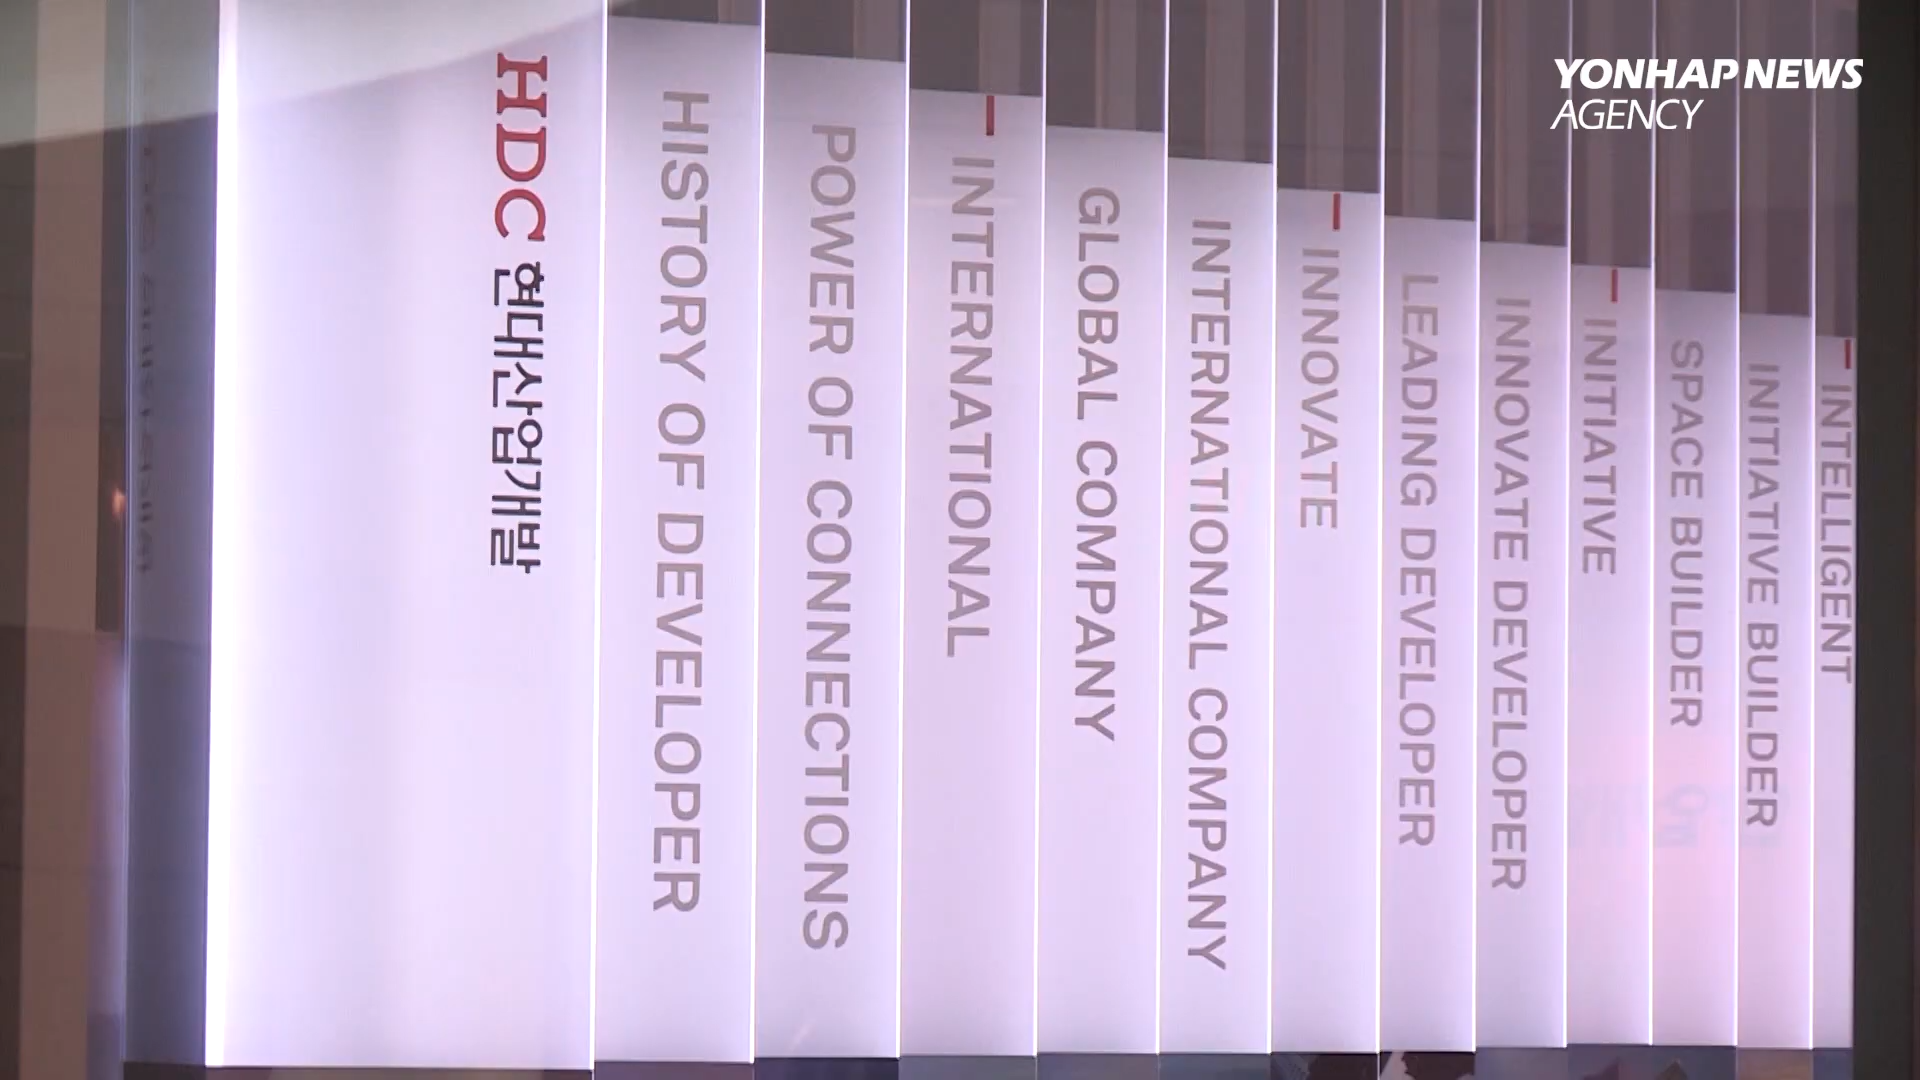 YONHAP NEWS
AGENCY
HDC 현대산업개발
HISTORY OF DEVELOPER
POWER OF CONNECTIONS
INTERNATIONAL
GLOBAL COMPANY
INTERNATIONAL COMPANY
INNOVATE
LEADING DEVELOPER
INNOVATE DEVELOPER
INITIATIVE
SPACE BUILDER
INITIATIVE BUILDER
INTELLIGENT